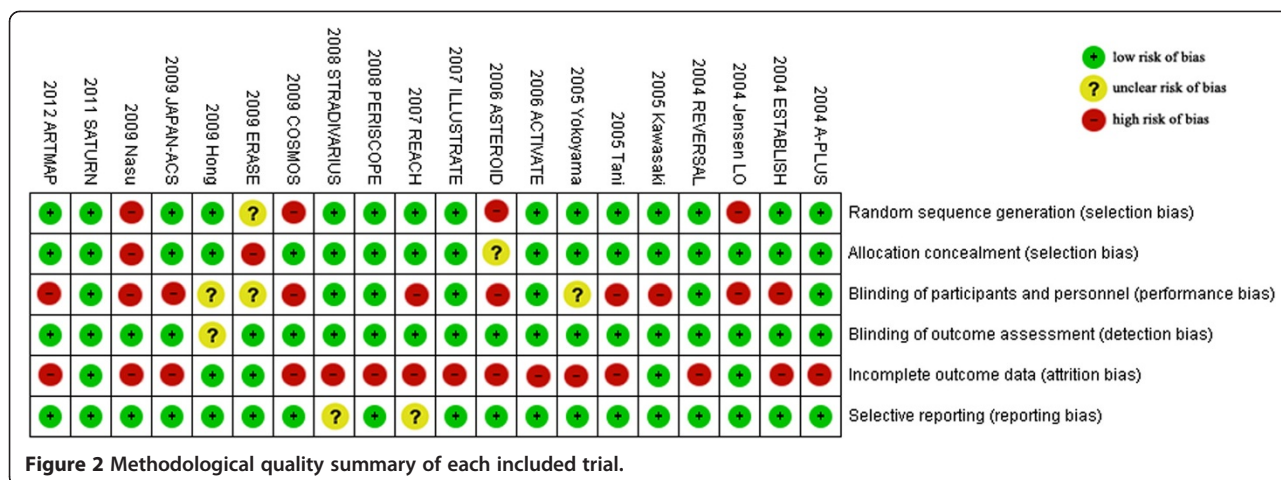 2012 ARTMAP
2011 SATURN
2009 Nasu
2009 JAPAN-ACS
2009 Hong
2009 ERASE
2009 COSMOS
2008 STRADIVARIUS
2008 PERISCOPE
2007 REACH
2007 ILLUSTRATE
2006 ASTEROID
2006 ACTIVATE
2005 Yokoyama
2005 Tani
2005 Kawasaki
2004 REVERSAL
2004 Jensen LO
2004 ESTABLISH
2004 A-PLUS
+ low risk of bias
? unclear risk of bias
- high risk of bias
+ + - + + ? - + + + + - + + + + + - + + Random sequence generation (selection bias)
+ + - + + - + + + + + ? + + + + + + + + Allocation concealment (selection bias)
- + - - ? ? - + + - + - + ? - - + - - + Blinding of participants and personnel (performance bias)
+ + + + ? + + + + + + + + + + + + + + + Blinding of outcome assessment (detection bias)
- + - - + + - - - - - - - - - + - + - - Incomplete outcome data (attrition bias)
+ + + + + + + ? + ? + + + + + + + + + + Selective reporting (reporting bias)
Figure 2 Methodological quality summary of each included trial.